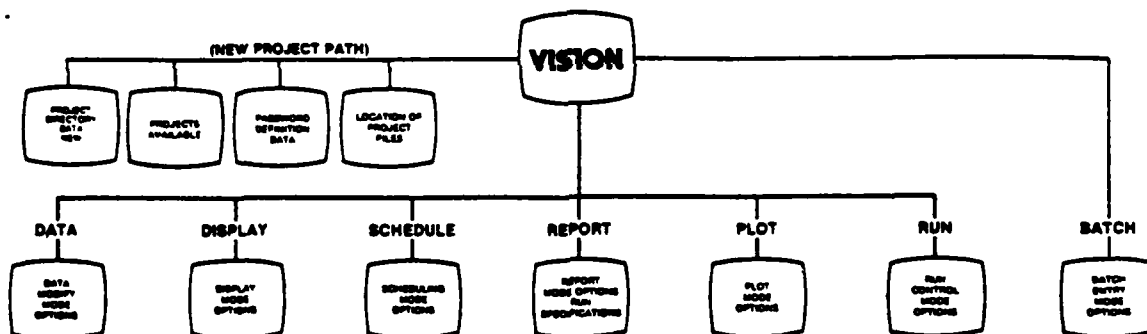 (NEW PROJECT PATH)
VISION
PROJECT
DIRECTORY
DATA
NEW
PROJECTS
AVAILABLE
PASSWORD
DEFINITION
DATA
LOCATION OF
PROJECT
FILES
DATA
DISPLAY
SCHEDULE
REPORT
PLOT
RUN
BATCH
DATA
MODIFY
MODE
OPTIONS
DISPLAY
MODE
OPTIONS
SCHEDULING
MODE
OPTIONS
REPORT
MODE OPTIONS
RUN
SPECIFICATIONS
PLOT
MODE
OPTIONS
RUN
CONTROL
MODE
OPTIONS
BATCH
ENTRY
MODE
OPTIONS